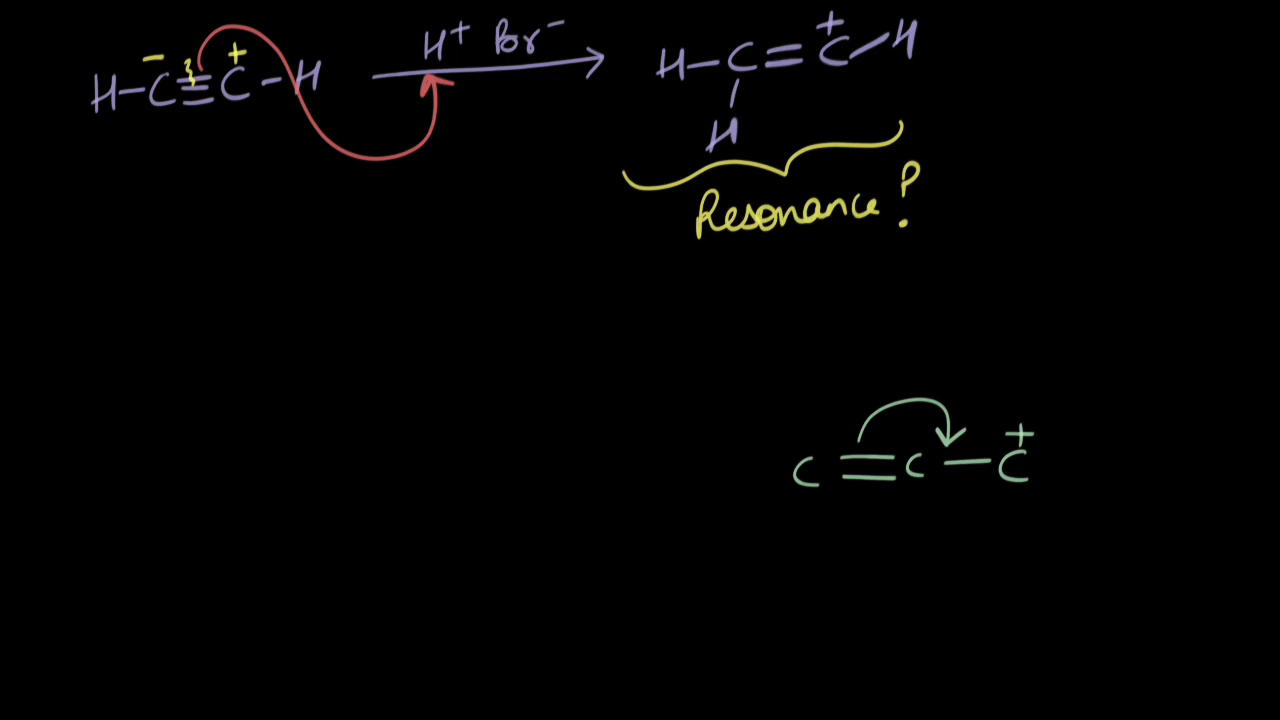 H-C≡C-H H⁺ Br⁻ H-C=C-H
− + +
H
Resonance?
C=C-C
+